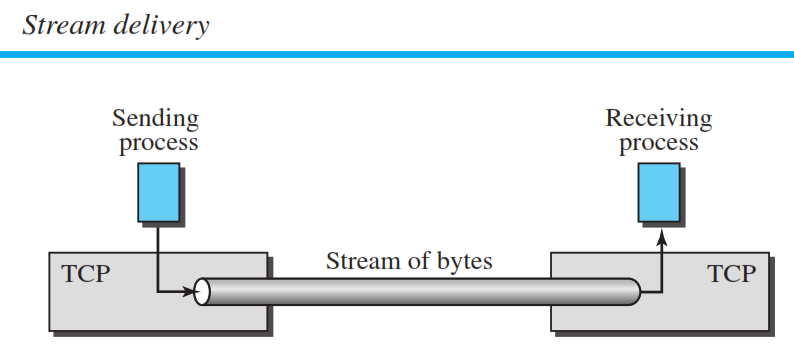 Stream delivery
Sending
process
Receiving
process
TCP
Stream of bytes
TCP